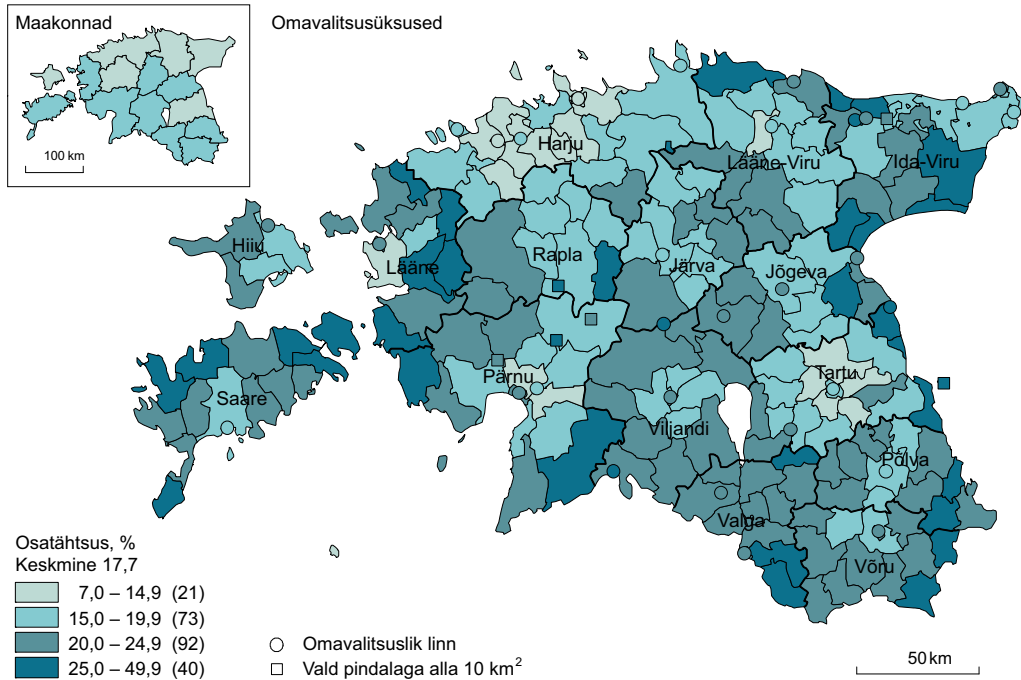 Maakonnad
100 km
Omavalitsusüksused
Harju
Lääne-Viru
Ida-Viru
Hiiu
Lääne
Rapla
Järva
Jõgeva
Saare
Pärnu
Viljandi
Tartu
Põlva
Valga
Võru
Osatähtsus, %
Keskmine 17,7
7,0 – 14,9 (21)
15,0 – 19,9 (73)
20,0 – 24,9 (92)
25,0 – 49,9 (40)
Omavalitsuslik linn
Vald pindalaga alla 10 km²
50 km